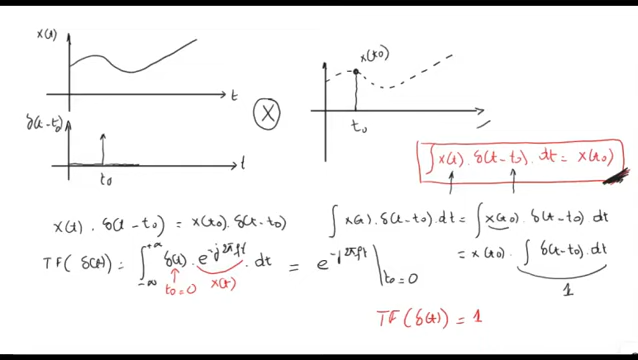 x(t)
t
δ(t-t₀)
t₀
t
X
x(t₀)
t₀
∫ x(t) . δ(t-t₀) . dt = x(t₀)
x(t) . δ(t-t₀) = x(t₀) . δ(t-t₀)
∫ x(t) . δ(t-t₀) . dt = ∫ x(t₀) . δ(t-t₀) dt
= x(t₀) . ∫ δ(t-t₀) . dt
1
TF( δ(t)) = ∫_{-∞}^{+∞} δ(t) . e^{-j2πft} . dt = e^{-j2πft} |_{t₀=0}
t₀=0
x(t)
TF(δ(t)) = 1